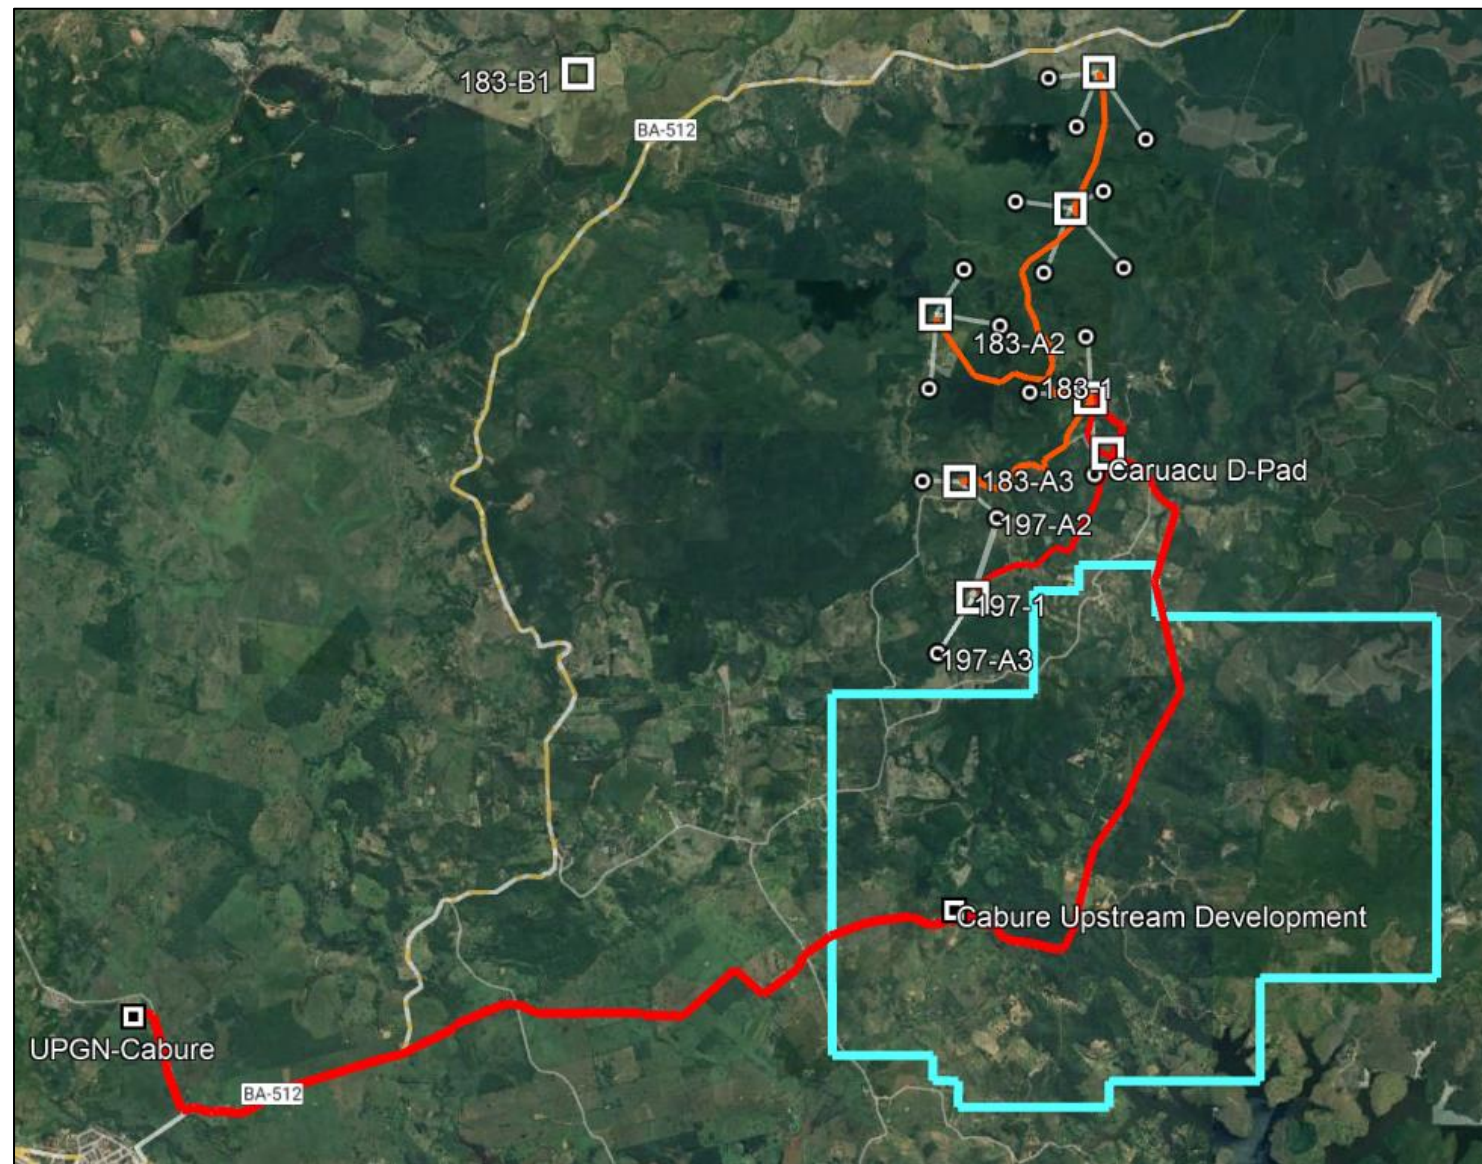 183-B1
BA-512
183-A2
183-1
Caruacu D-Pad
183-A3
197-A2
197-1
197-A3
Cabure Upstream Development
UPGN-Cabure
BA-512